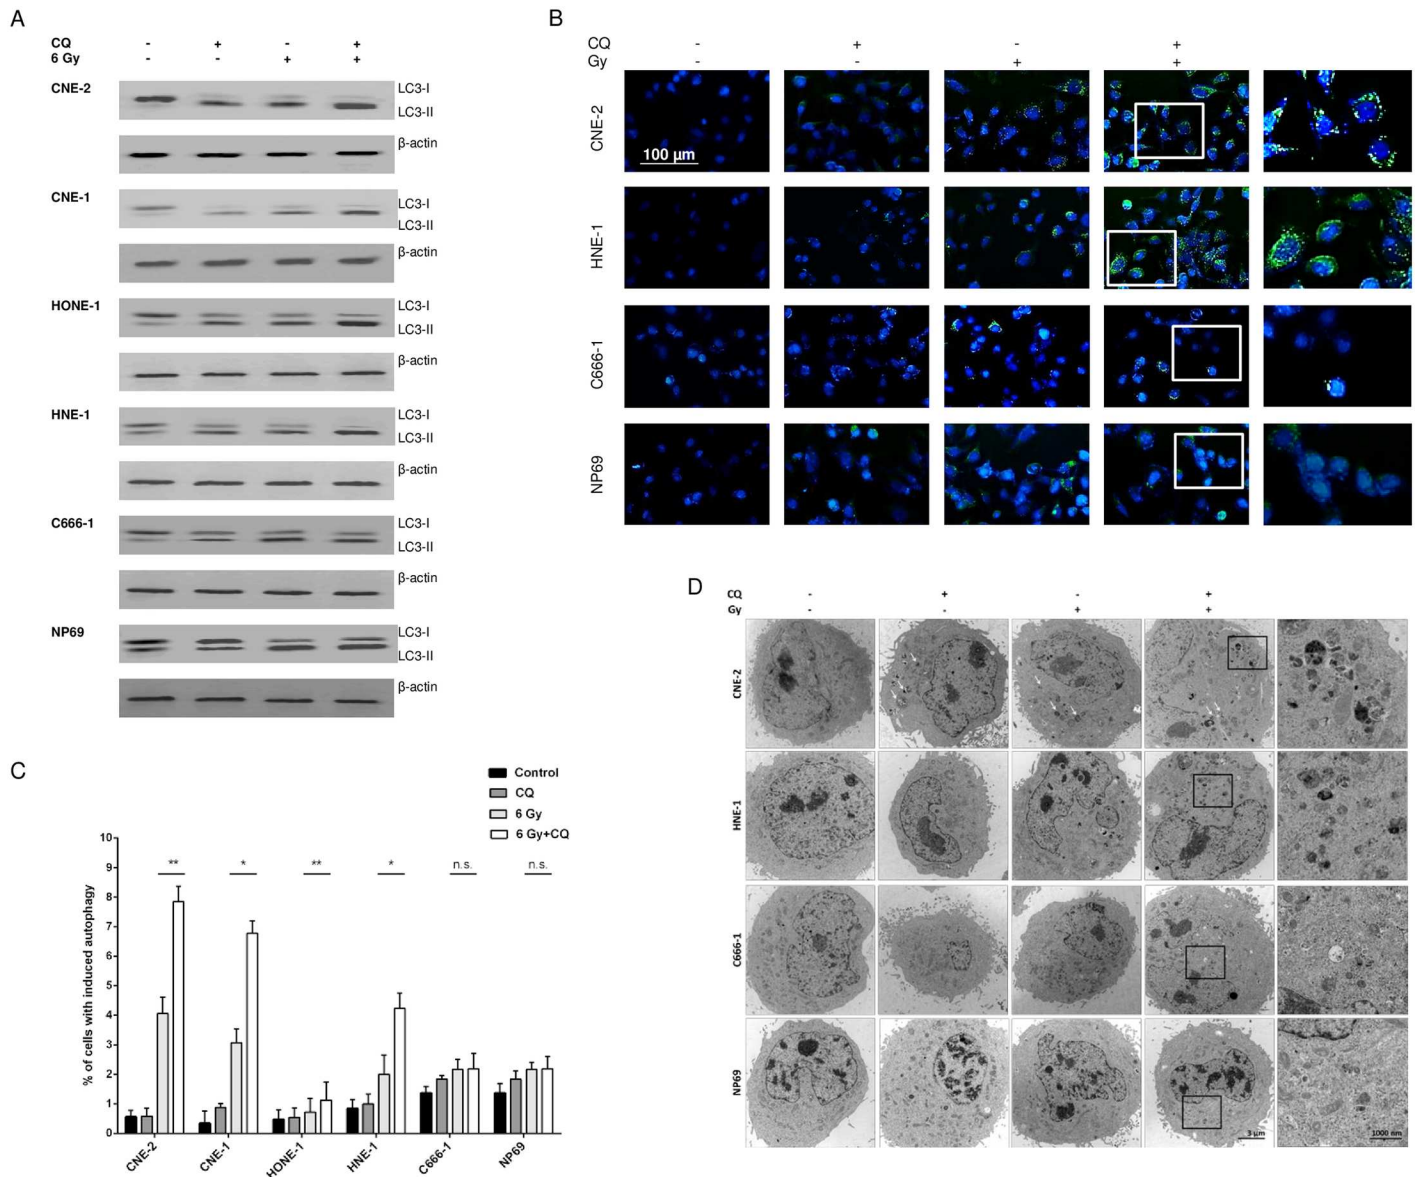 A
CQ - + - +
6 Gy - - + +
CNE-2
LC3-I
LC3-II
β-actin
CNE-1
LC3-I
LC3-II
β-actin
HONE-1
LC3-I
LC3-II
β-actin
HNE-1
LC3-I
LC3-II
β-actin
C666-1
LC3-I
LC3-II
β-actin
NP69
LC3-I
LC3-II
β-actin
B
CQ - + - +
Gy - - + +
CNE-2
100 μm
HNE-1
C666-1
NP69
C
Control
CQ
6 Gy
6 Gy+CQ
% of cells with induced autophagy
10
9
8
7
6
5
4
3
2
1
0
** * ** * n.s. n.s.
CNE-2 CNE-1 HONE-1 HNE-1 C666-1 NP69
D
CQ - + - +
Gy - - + +
CNE-2
HNE-1
C666-1
NP69
3 μm
1000 nm